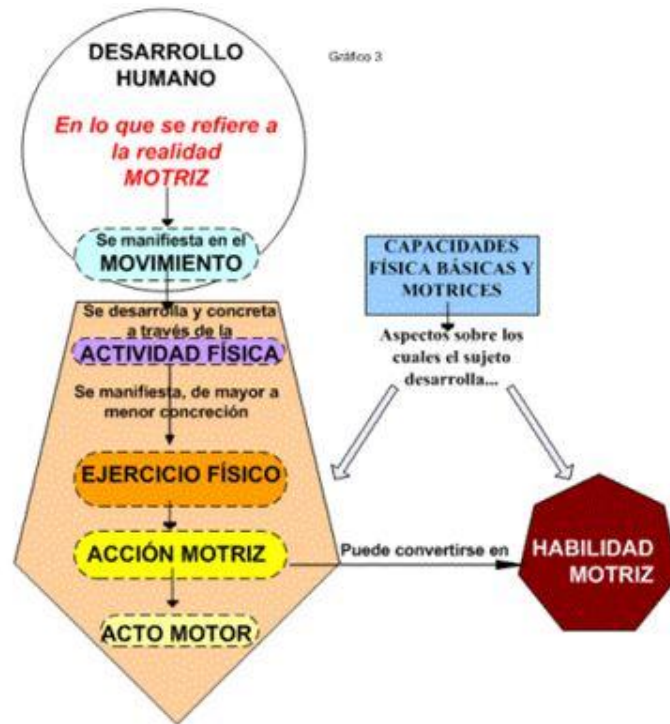 DESARROLLO
HUMANO
Gráfico 3
En lo que se refiere a
la realidad
MOTRIZ
Se manifiesta en el
MOVIMIENTO
CAPACIDADES
FÍSICA BÁSICAS Y
MOTRICES
Se desarrolla y concreta
a través de la
ACTIVIDAD FÍSICA
Aspectos sobre los
cuales el sujeto
desarrolla...
Se manifiesta, de mayor a
menor concreción
EJERCICIO FÍSICO
ACCIÓN MOTRIZ
Puede convertirse en
HABILIDAD
MOTRIZ
ACTO MOTOR